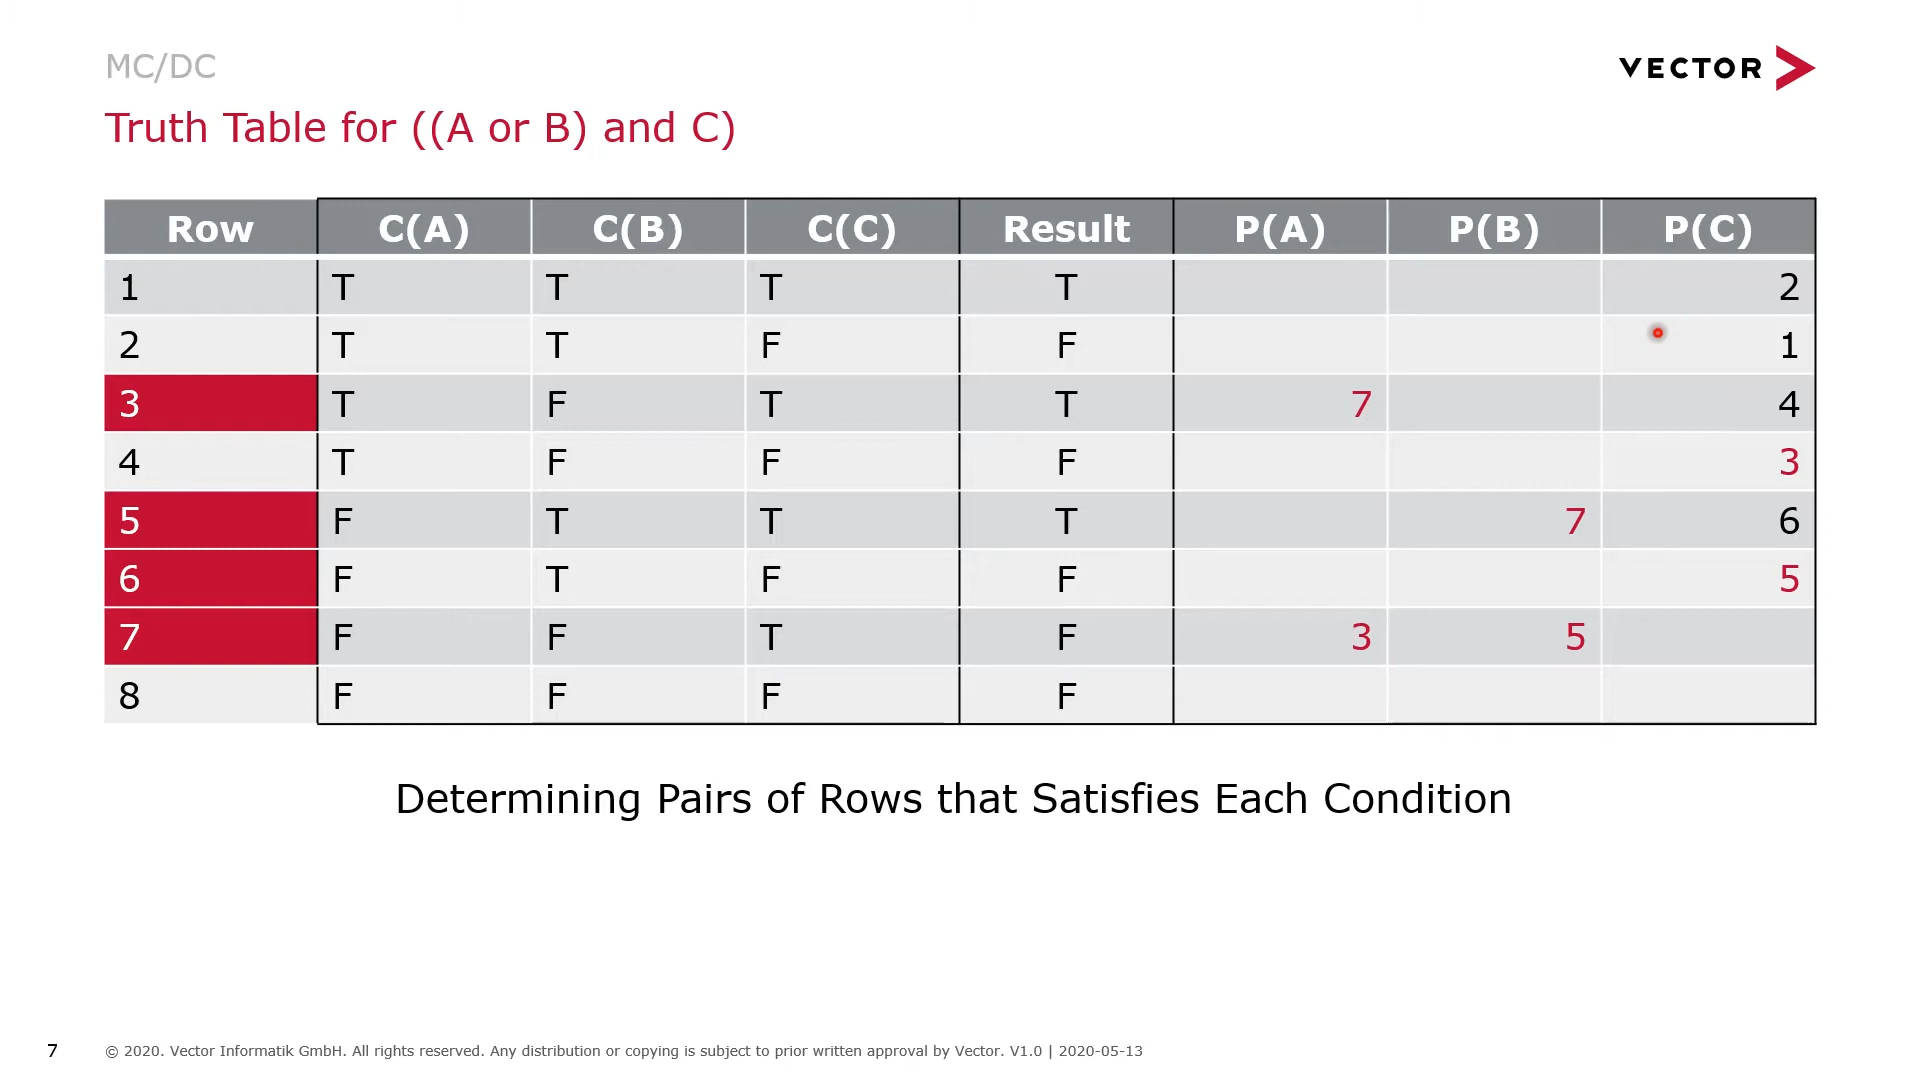 MC/DC
VECTOR
Truth Table for ((A or B) and C)
Row C(A) C(B) C(C) Result P(A) P(B) P(C)
1 T T T T 2
2 T T F F 1
3 T F T T 7 4
4 T F F F 3
5 F T T T 7 6
6 F T F F 5
7 F F T F 3 5
8 F F F F
Determining Pairs of Rows that Satisfies Each Condition
7 © 2020. Vector Informatik GmbH. All rights reserved. Any distribution or copying is subject to prior written approval by Vector. V1.0 | 2020-05-13